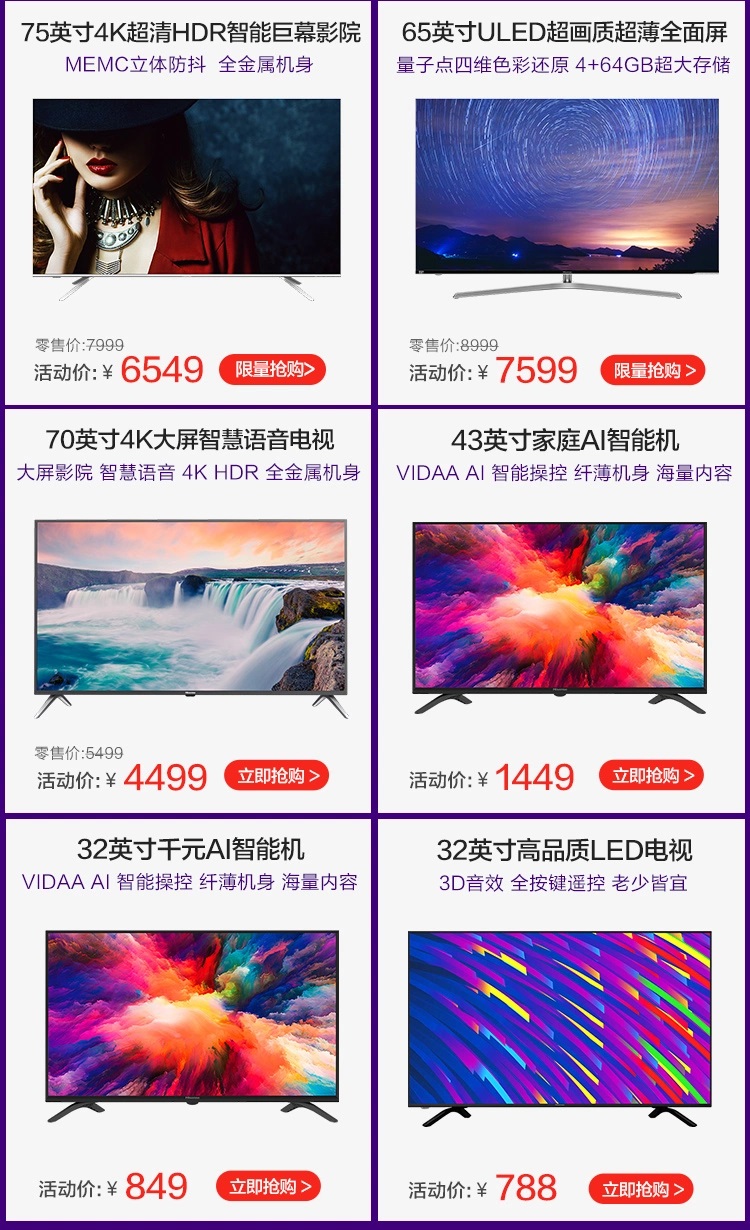 75英寸4K超清HDR智能巨幕影院
MEMC立体防抖 全金属机身
零售价:7999
活动价:￥6549
限量抢购>
65英寸ULED超画质超薄全面屏
量子点四维色彩还原 4+64GB超大存储
零售价:8999
活动价:￥7599
限量抢购 >
70英寸4K大屏智慧语音电视
大屏影院 智慧语音 4K HDR 全金属机身
零售价:5499
活动价:￥4499
立即抢购 >
43英寸家庭AI智能机
VIDAA AI 智能操控 纤薄机身 海量内容
活动价:￥1449
立即抢购 >
32英寸千元AI智能机
VIDAA AI 智能操控 纤薄机身 海量内容
活动价:￥849
立即抢购 >
32英寸高品质LED电视
3D音效 全按键遥控 老少皆宜
活动价:￥788
立即抢购 >